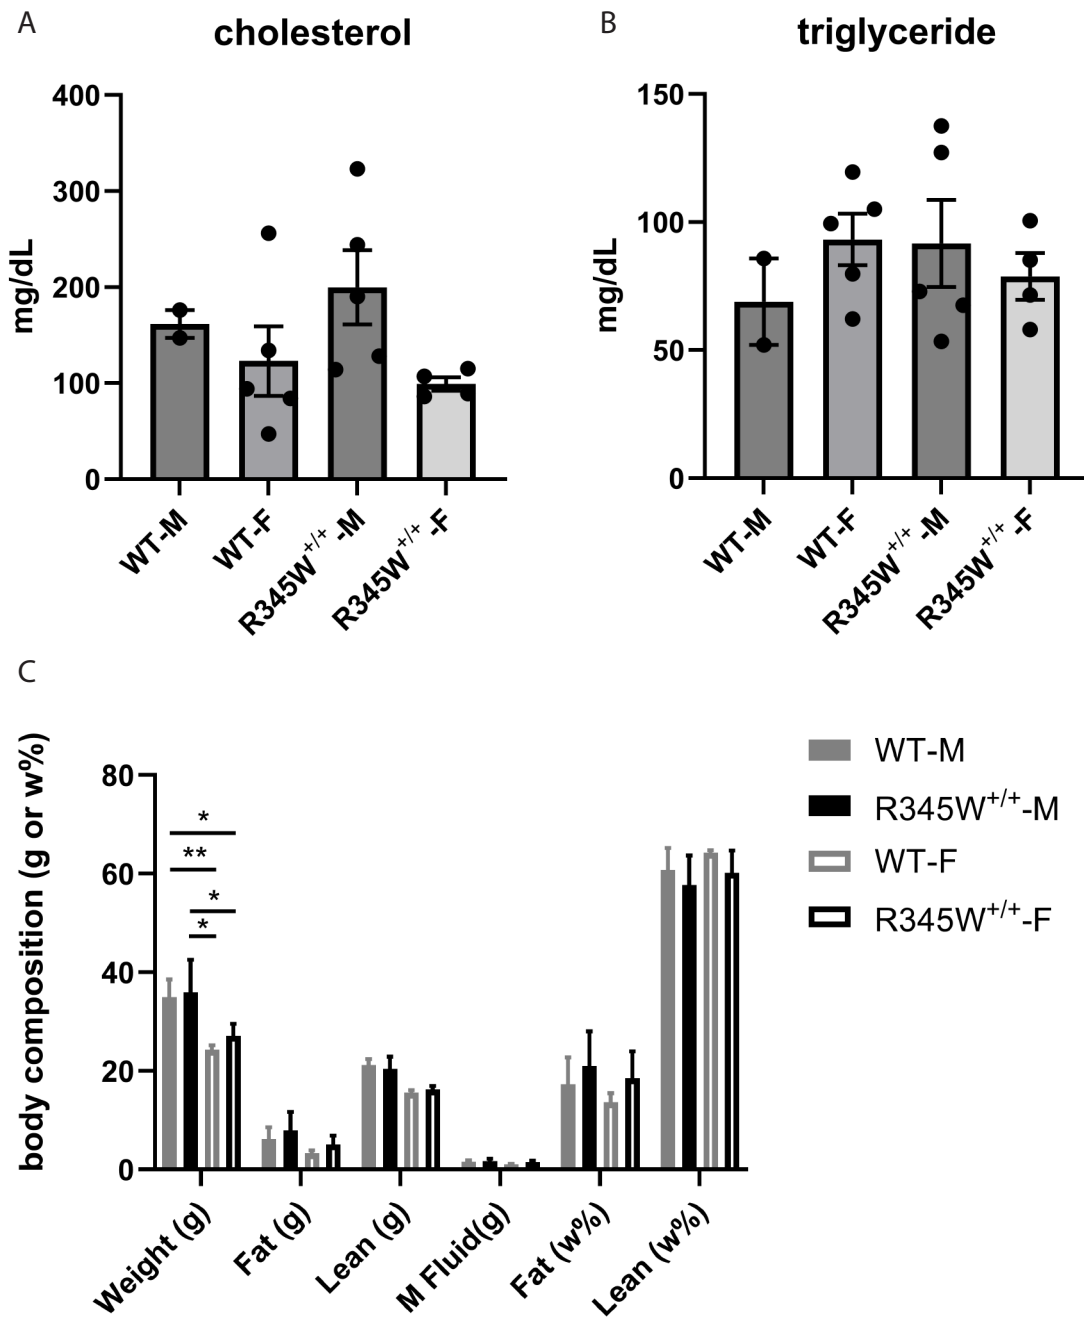 A
cholesterol
400
300
200
100
0
mg/dL
WT-M
WT-F
R345W+/+ -M
R345W+/+ -F
B
triglyceride
150
100
50
0
mg/dL
WT-M
WT-F
R345W+/+ -M
R345W+/+ -F
C
body composition (g or w%)
80
60
40
20
0
*
**
*
*
Weight (g)
Fat (g)
Lean (g)
M Fluid(g)
Fat (w%)
Lean (w%)
WT-M
R345W+/+-M
WT-F
R345W+/+-F